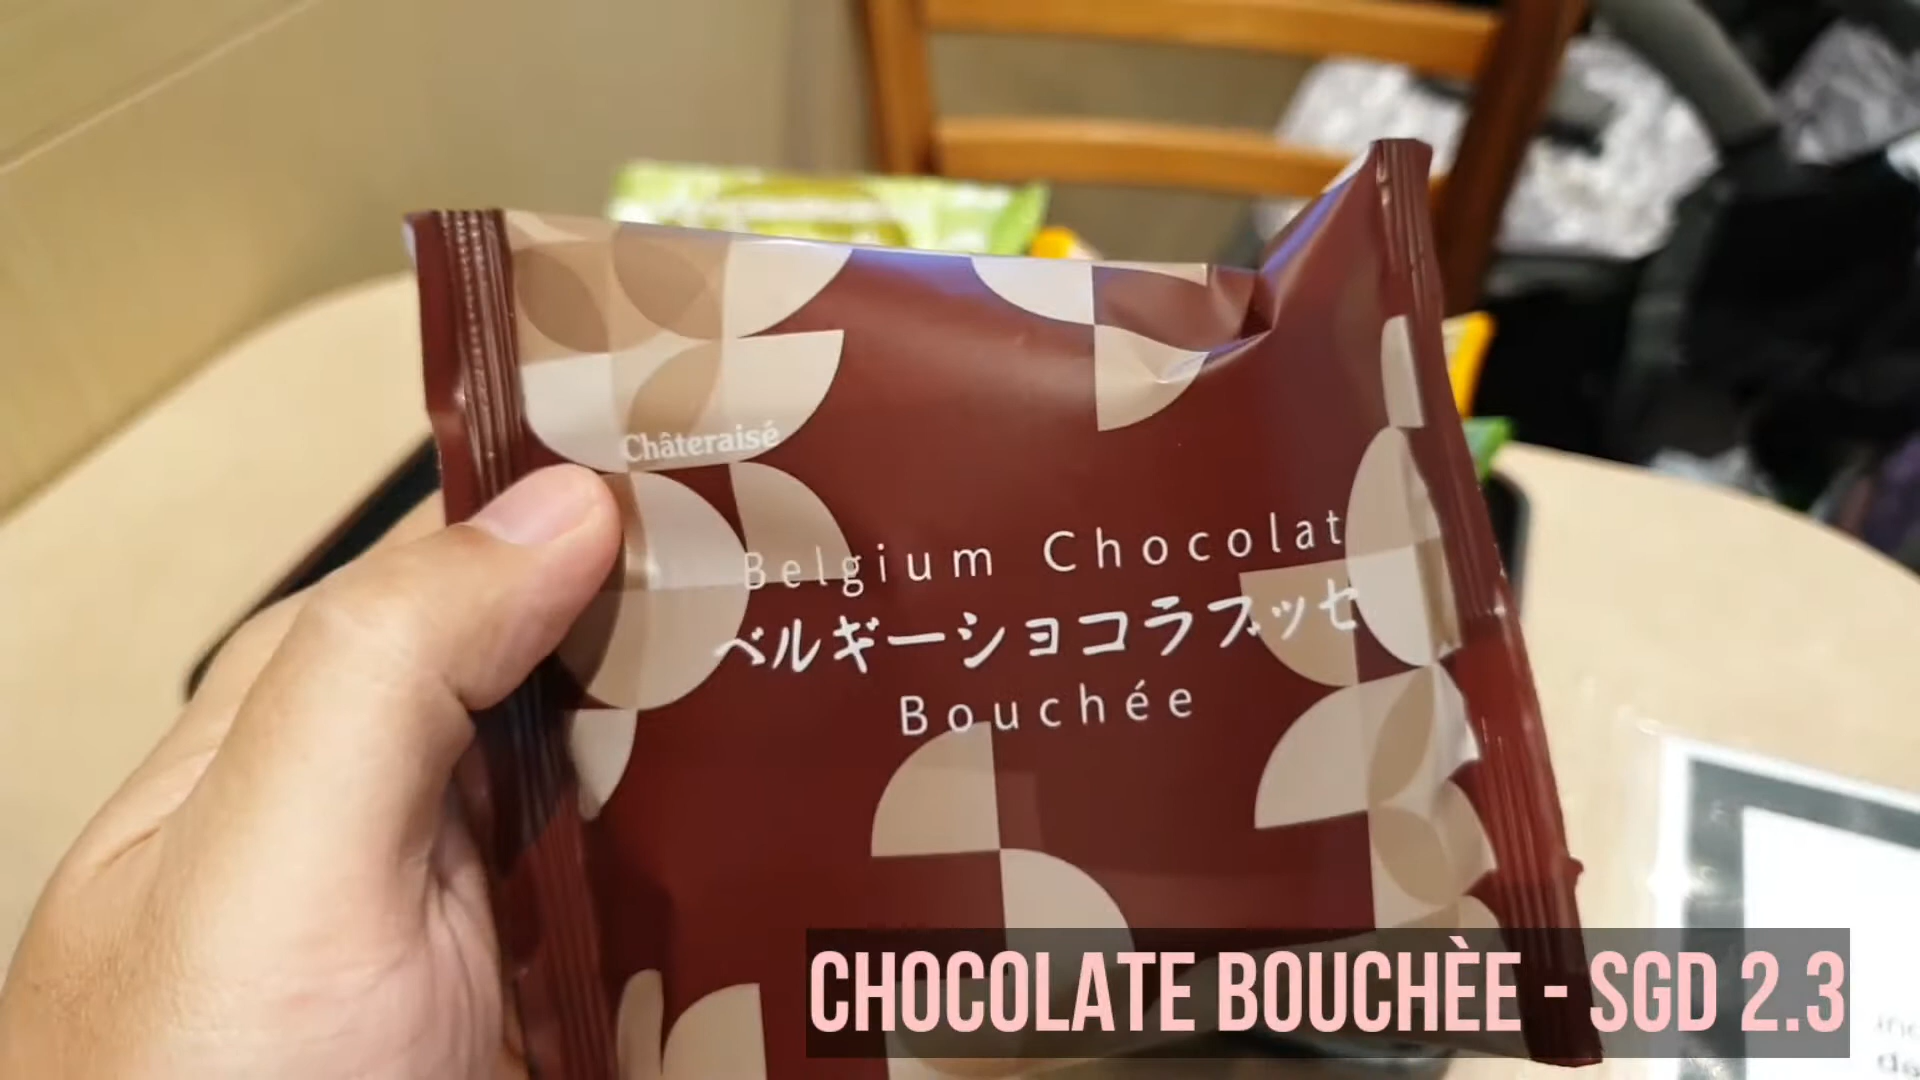 Châteraisé
Belgium Chocolat
ベルギーショコラブッセ
Bouchée
CHOCOLATE BOUCHÈE - SGD 2.3